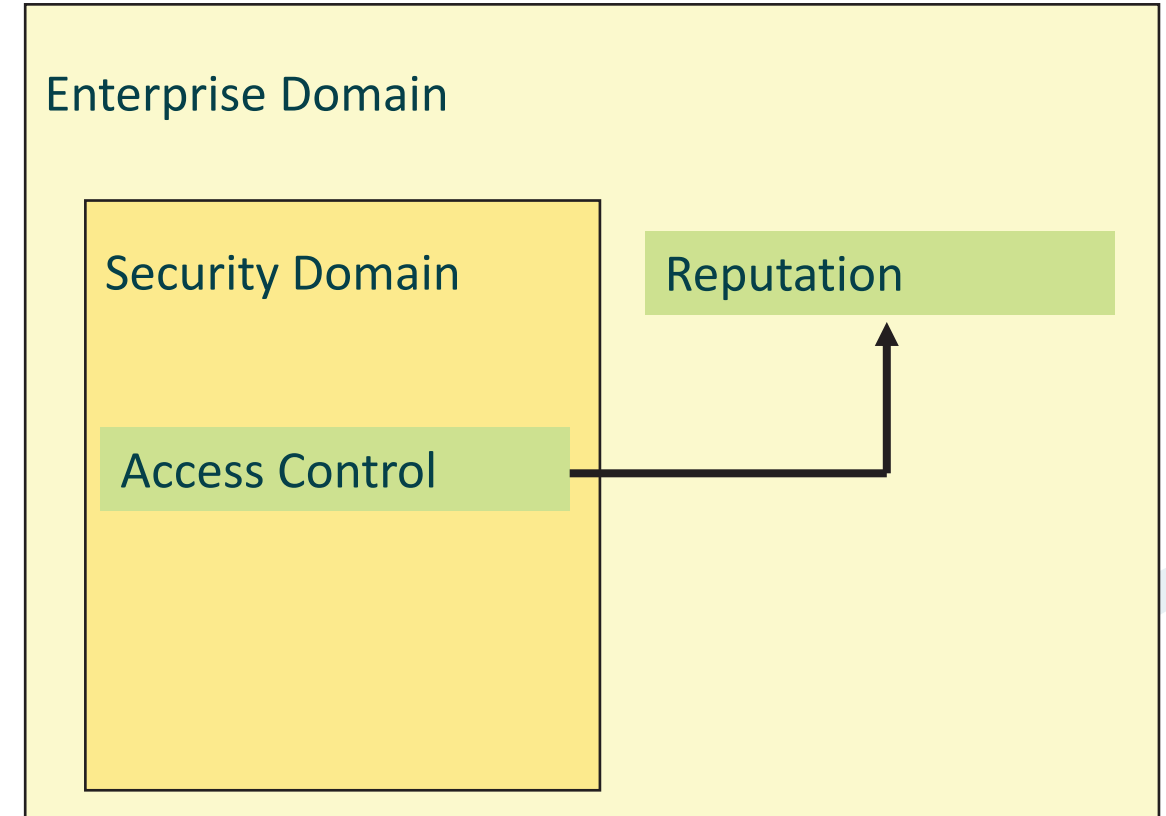 Enterprise Domain
Security Domain
Reputation
Access Control